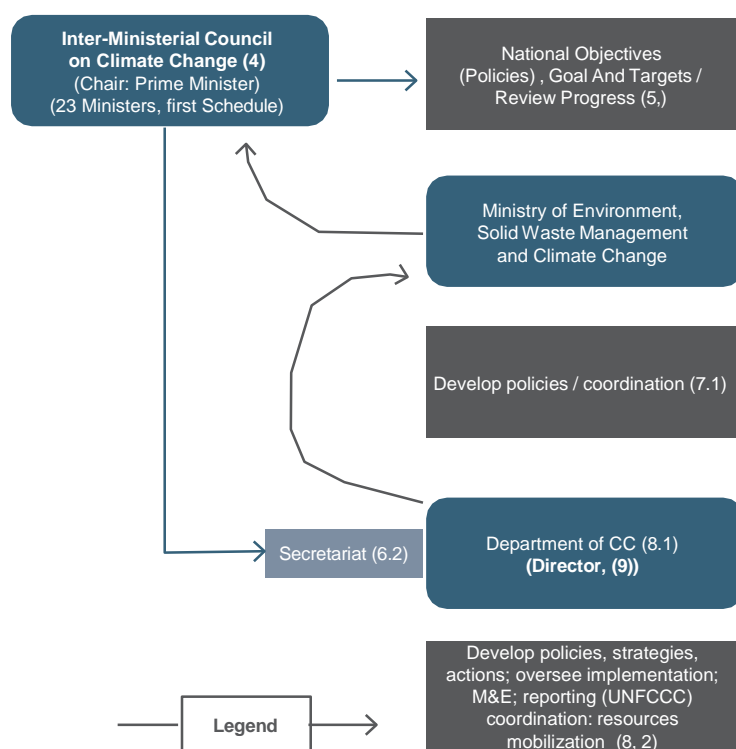 Inter-Ministerial Council
on Climate Change (4)
(Chair: Prime Minister)
(23 Ministers, first Schedule)
National Objectives
(Policies) , Goal And Targets /
Review Progress (5,)
Ministry of Environment,
Solid Waste Management
and Climate Change
Develop policies / coordination (7.1)
Secretariat (6.2)
Department of CC (8.1)
(Director, (9))
Develop policies, strategies,
actions; oversee implementation;
M&E; reporting (UNFCCC)
coordination: resources
mobilization (8, 2)
Legend